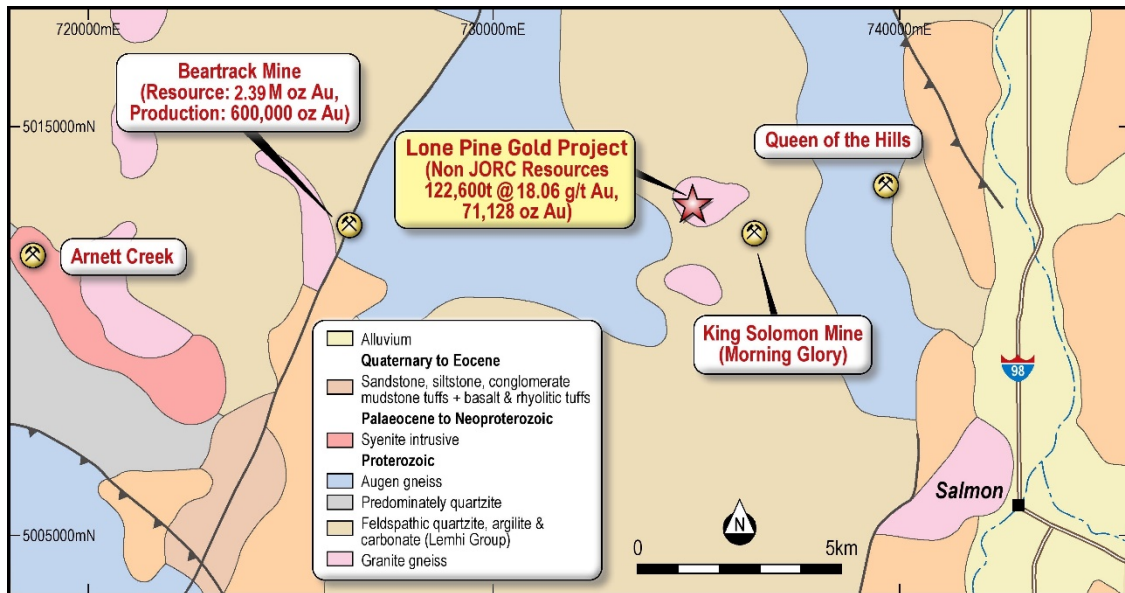 720000mE
730000mE
740000mE
5015000mN
5005000mN
Beartrack Mine
(Resource: 2.39 M oz Au,
Production: 600,000 oz Au)
Lone Pine Gold Project
(Non JORC Resources
122,600t @ 18.06 g/t Au,
71,128 oz Au)
Queen of the Hills
Arnett Creek
King Solomon Mine
(Morning Glory)
Alluvium
Quaternary to Eocene
Sandstone, siltstone, conglomerate
mudstone tuffs + basalt & rhyolitic tuffs
Palaeocene to Neoproterozoic
Syenite intrusive
Proterozoic
Augen gneiss
Predominately quartzite
Feldspathic quartzite, argilite &
carbonate (Lemhi Group)
Granite gneiss
98
Salmon
N
0
5km